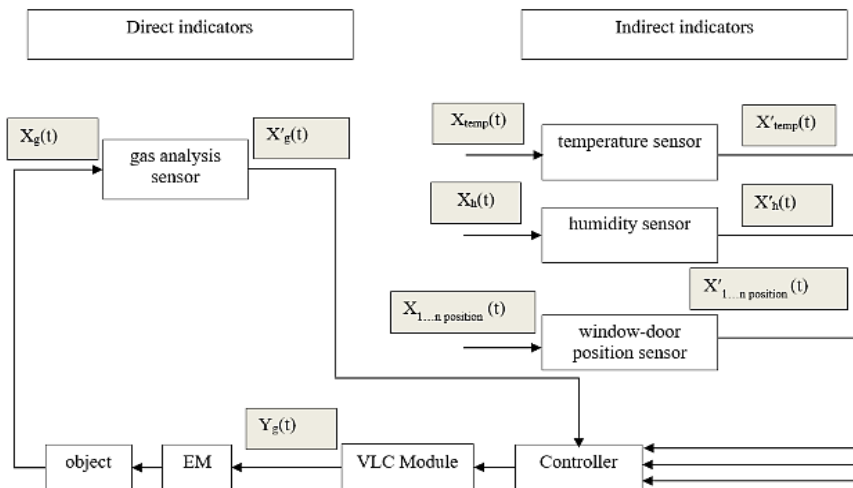 Direct indicators
Indirect indicators
Xg(t)
X′g(t)
gas analysis
sensor
Xtemp(t)
temperature sensor
X′temp(t)
Xh(t)
humidity sensor
X′h(t)
X1...n position (t)
window-door
position sensor
X′1...n position (t)
Yg(t)
object
EM
VLC Module
Controller